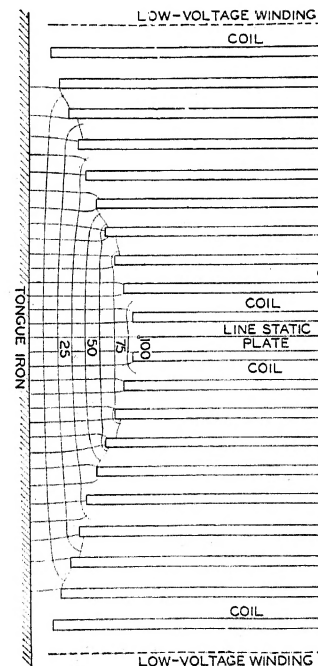 LOW-VOLTAGE WINDING
COIL
COIL
LINE STATIC
PLATE
COIL
TONGUE IRON
25
50
75
100
COIL
LOW-VOLTAGE WINDING